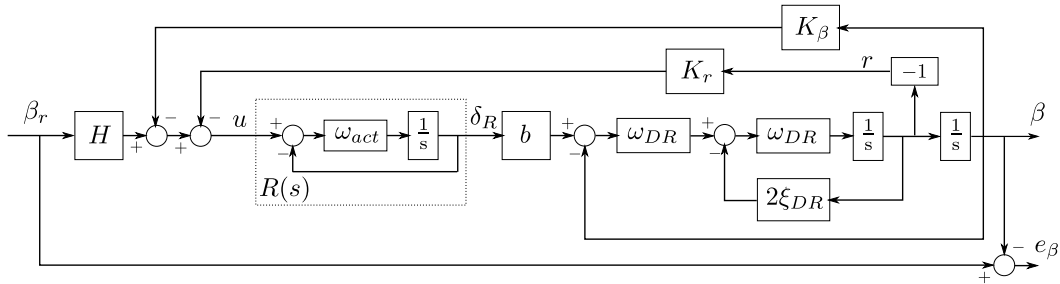 K_β
K_r r −1
β_r H u ω_act 1/s δ_R b ω_DR ω_DR 1/s 1/s β
R(s) 2ξ_DR
e_β
+ − + − + − + − + − + −